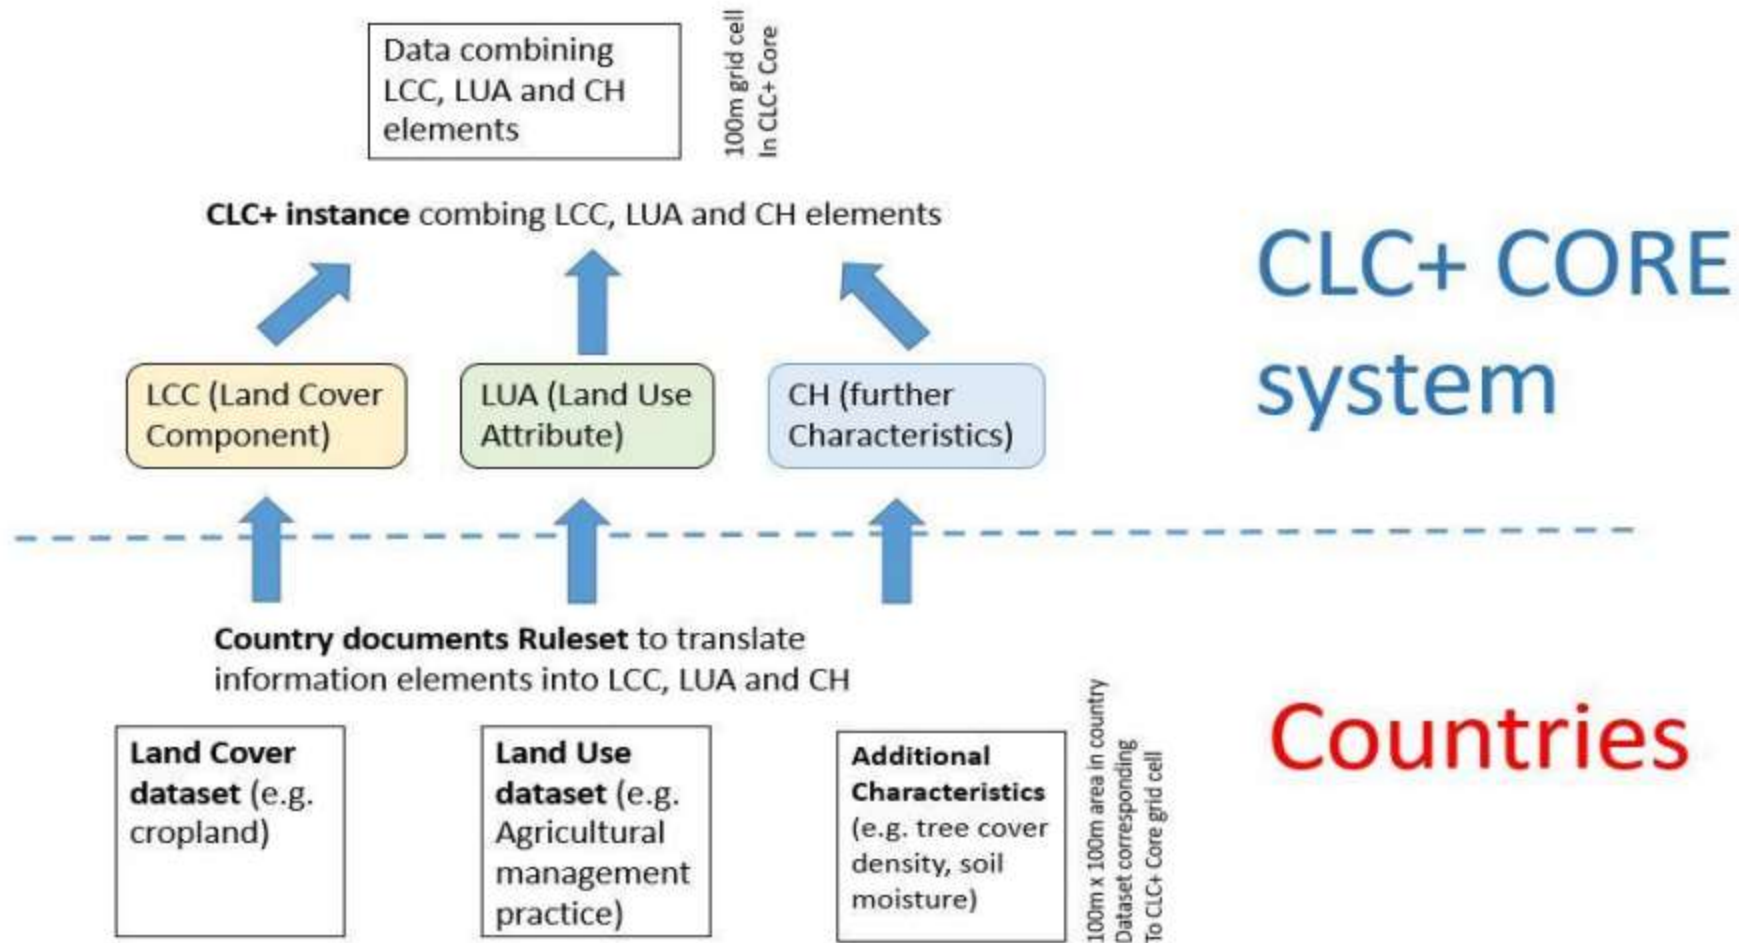 Data combining
LCC, LUA and CH
elements
100m grid cell
In CLC+ Core
CLC+ instance combing LCC, LUA and CH elements
CLC+ CORE
system
LCC (Land Cover
Component)
LUA (Land Use
Attribute)
CH (further
Characteristics)
Country documents Ruleset to translate
information elements into LCC, LUA and CH
Countries
Land Cover
dataset (e.g.
cropland)
Land Use
dataset (e.g.
Agricultural
management
practice)
Additional
Characteristics
(e.g. tree cover
density, soil
moisture)
100m x 100m area in country
Dataset corresponding
To CLC+ Core grid cell